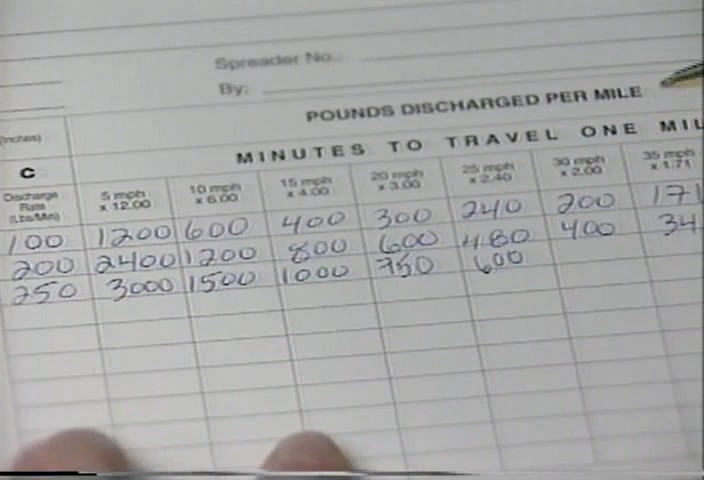 Spreader No.:
By:
POUNDS DISCHARGED PER MILE
(Inches)
MINUTES TO TRAVEL ONE MIL
C
Discharge Rate (Lbs/Min) 5 mph x 12.00 10 mph x 6.00 15 mph x 4.00 20 mph x 3.00 25 mph x 2.40 30 mph x 2.00 35 mph x 1.71
100 1200 600 400 300 240 200 171
200 2400 1200 800 600 480 400 34
250 3000 1500 1000 750 600